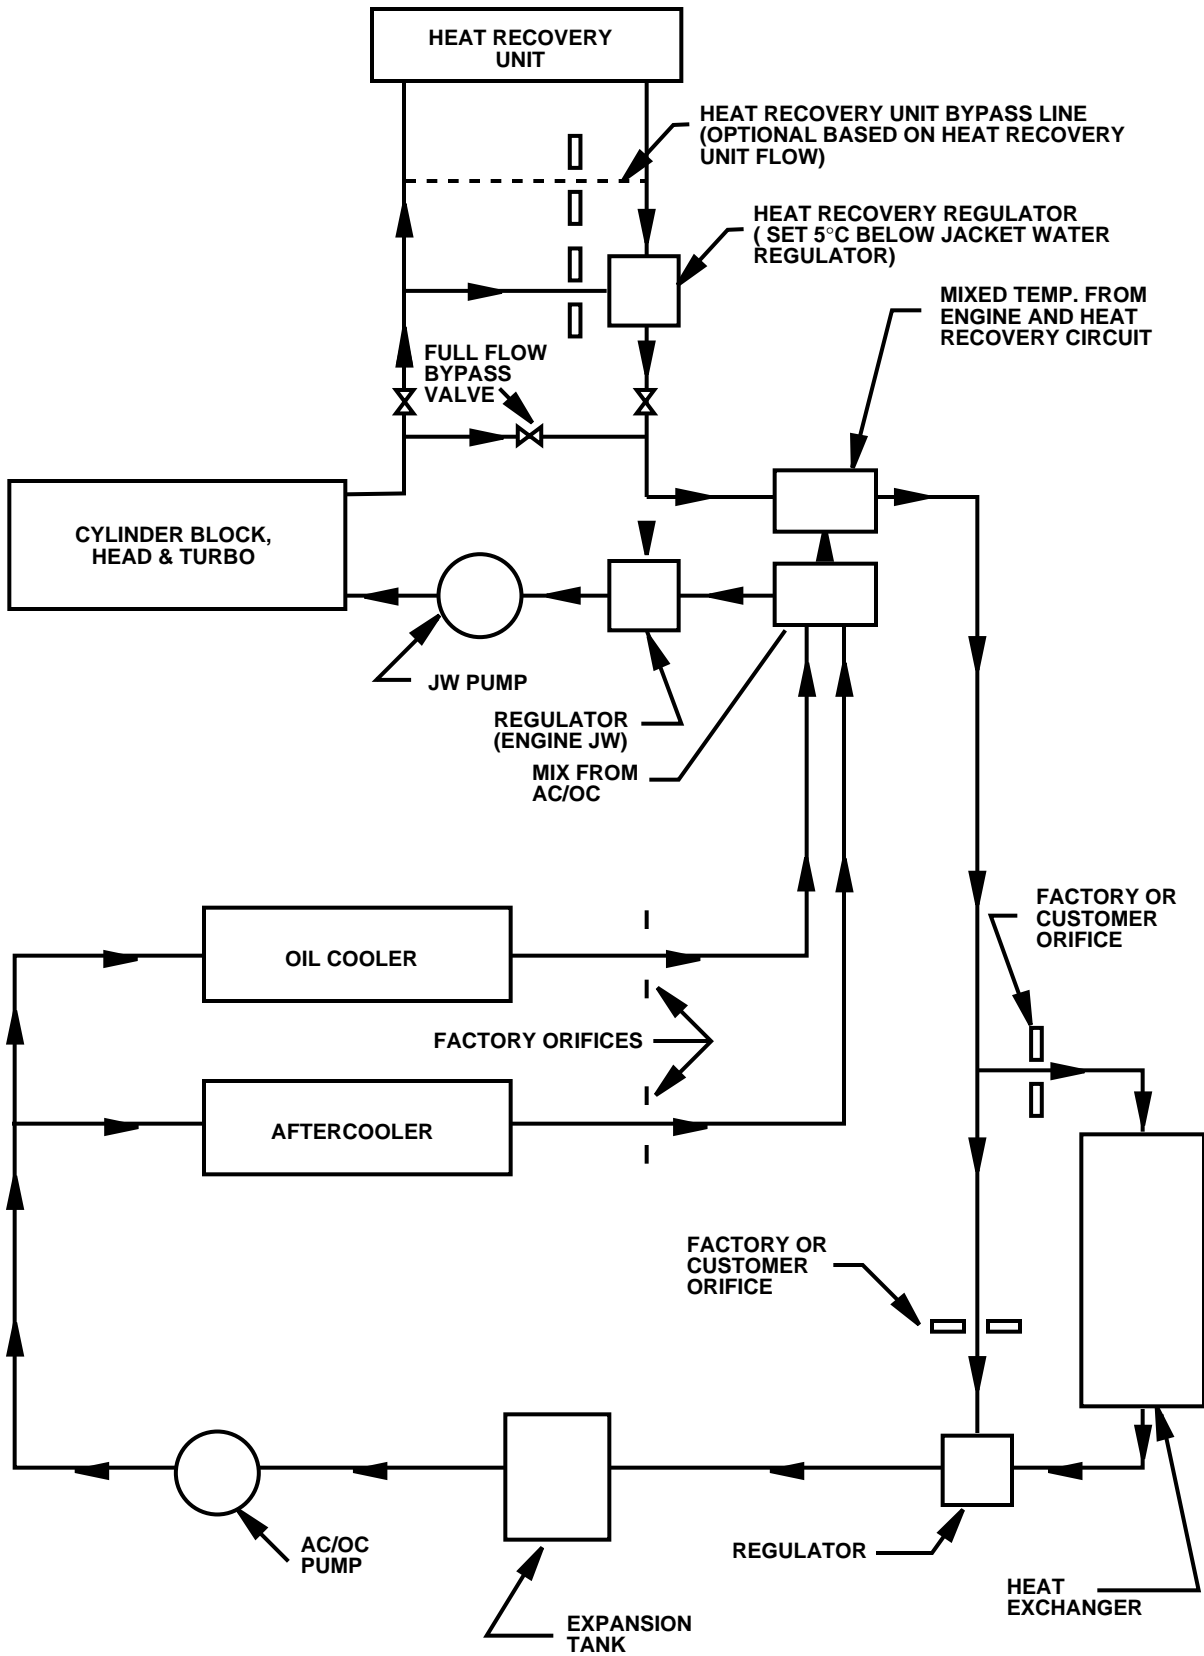 HEAT RECOVERY
UNIT
HEAT RECOVERY UNIT BYPASS LINE
(OPTIONAL BASED ON HEAT RECOVERY
UNIT FLOW)
HEAT RECOVERY REGULATOR
( SET 5°C BELOW JACKET WATER
REGULATOR)
MIXED TEMP. FROM
ENGINE AND HEAT
RECOVERY CIRCUIT
FULL FLOW
BYPASS
VALVE
CYLINDER BLOCK,
HEAD & TURBO
JW PUMP
REGULATOR
(ENGINE JW)
MIX FROM
AC/OC
FACTORY OR
CUSTOMER
ORIFICE
OIL COOLER
FACTORY ORIFICES
AFTERCOOLER
FACTORY OR
CUSTOMER
ORIFICE
AC/OC
PUMP
REGULATOR
HEAT
EXCHANGER
EXPANSION
TANK